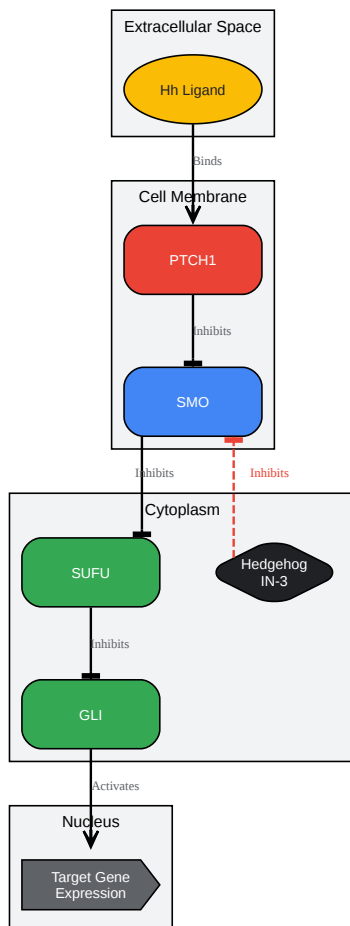 Extracellular Space
Hh Ligand
Binds
Cell Membrane
PTCH1
Inhibits
SMO
Inhibits
Inhibits
Cytoplasm
SUFU
Hedgehog
IN-3
Inhibits
GLI
Activates
Nucleus
Target Gene
Expression